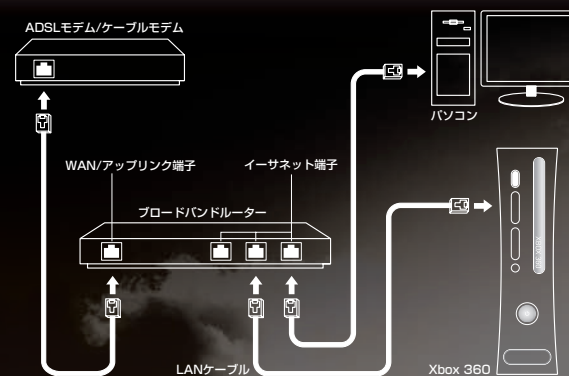 ADSLモデム/ケーブルモデム
パソコン
WAN/アップリンク端子
イーサネット端子
ブロードバンドルーター
LANケーブル
Xbox 360